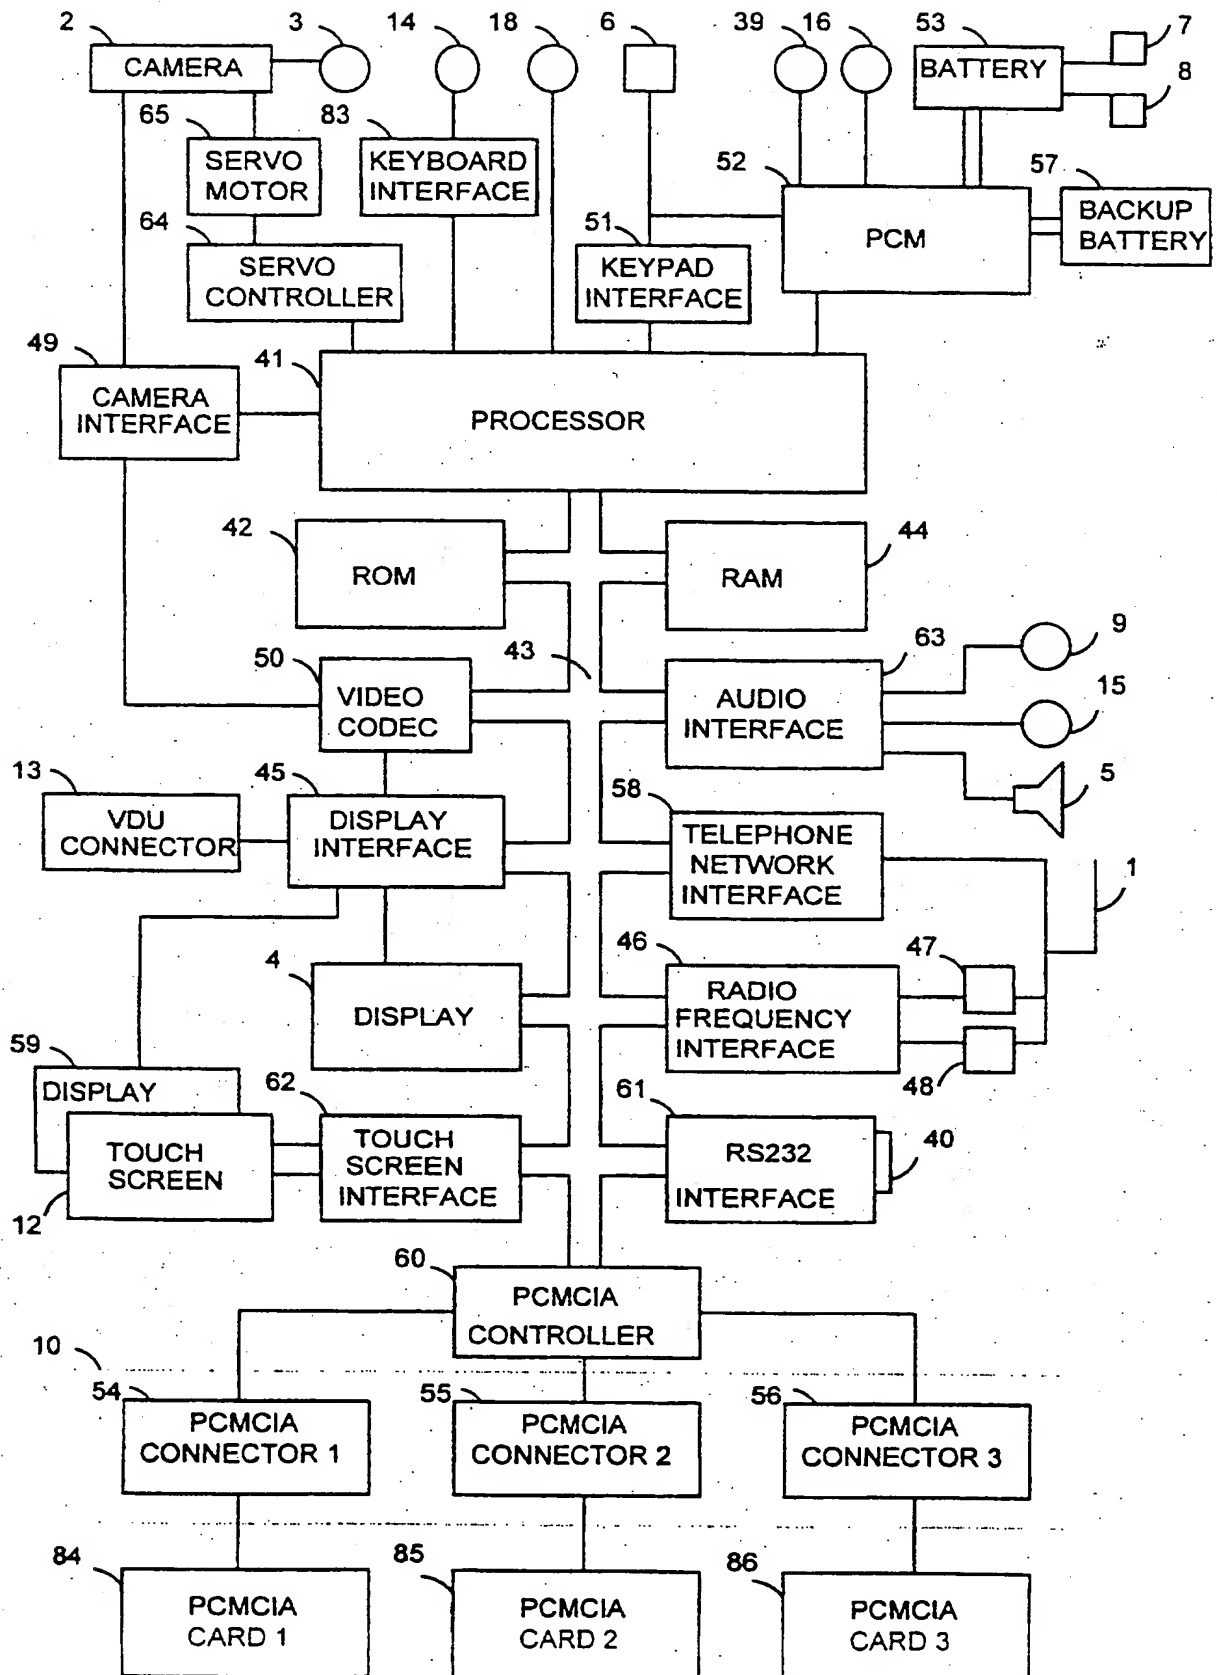 2 3 14 18 6 39 16 53 7
CAMERA
BATTERY
8
65 83
SERVO
MOTOR
KEYBOARD
INTERFACE
52 57
PCM
BACKUP
BATTERY
64
SERVO
CONTROLLER
51
KEYPAD
INTERFACE
49
CAMERA
INTERFACE
41
PROCESSOR
42
ROM
44
RAM
50
VIDEO
CODEC
43
63
AUDIO
INTERFACE
9
15
5
13
VDU
CONNECTOR
45
DISPLAY
INTERFACE
58
TELEPHONE
NETWORK
INTERFACE
1
4
DISPLAY
46
RADIO
FREQUENCY
INTERFACE
47
48
59
DISPLAY
TOUCH
SCREEN
12
62
TOUCH
SCREEN
INTERFACE
61
RS232
INTERFACE
40
60
PCMCIA
CONTROLLER
10
54
PCMCIA
CONNECTOR 1
55
PCMCIA
CONNECTOR 2
56
PCMCIA
CONNECTOR 3
84
PCMCIA
CARD 1
85
PCMCIA
CARD 2
86
PCMCIA
CARD 3